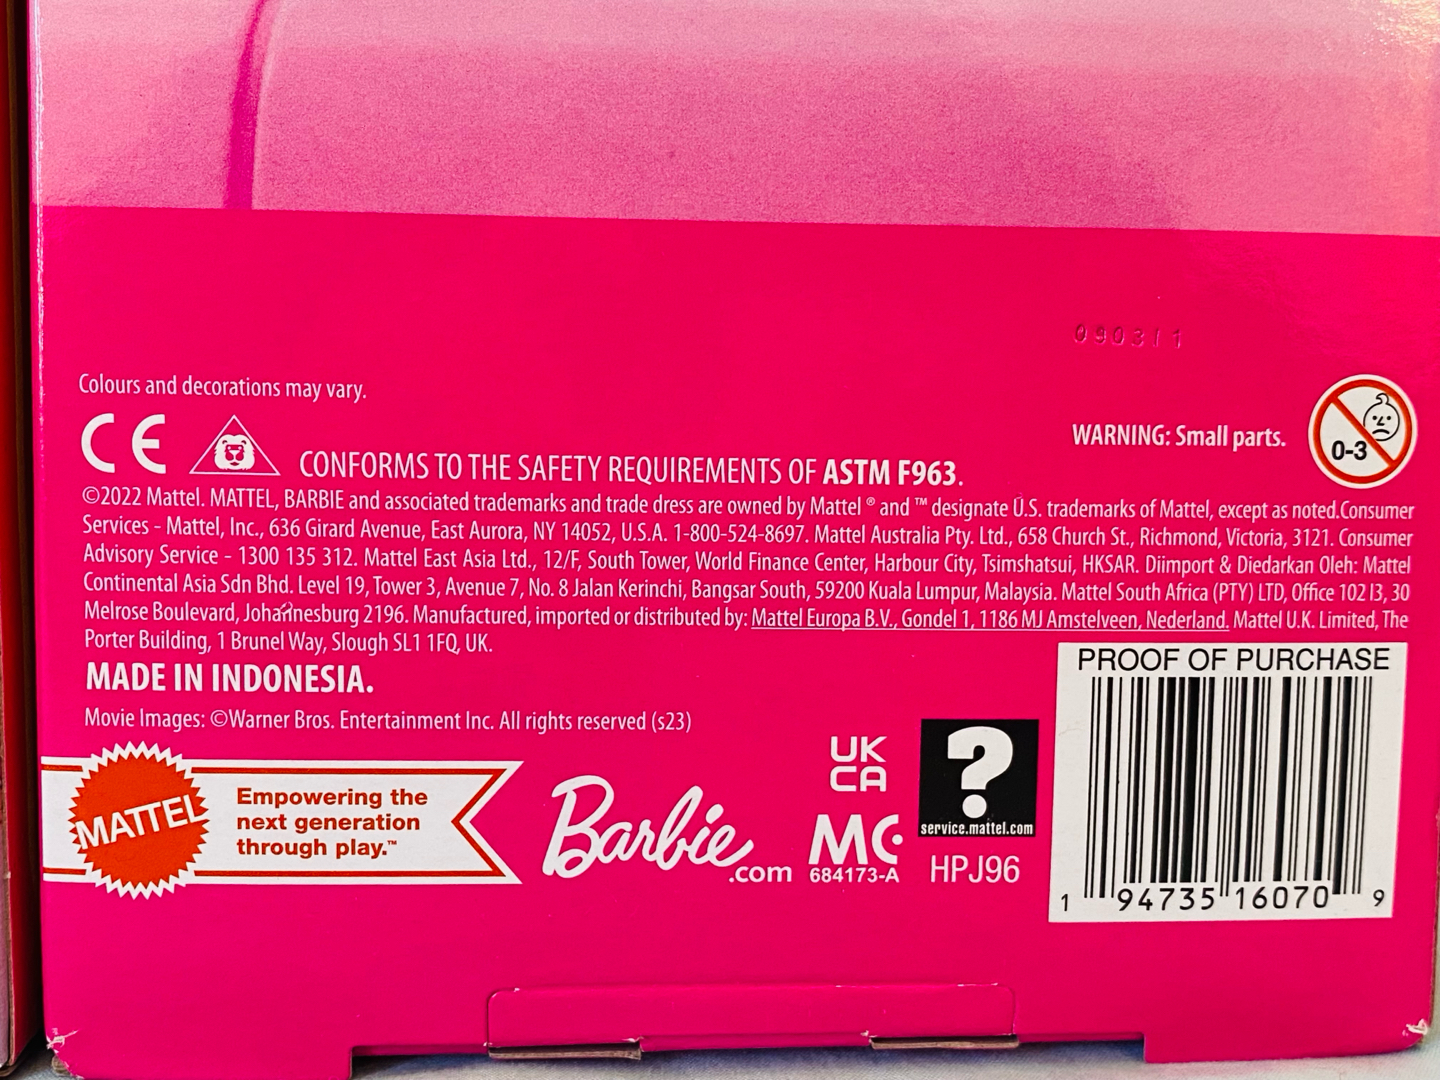 090311
Colours and decorations may vary.
CE
CONFORMS TO THE SAFETY REQUIREMENTS OF ASTM F963.
WARNING: Small parts.
0-3
©2022 Mattel. MATTEL, BARBIE and associated trademarks and trade dress are owned by Mattel ® and ™ designate U.S. trademarks of Mattel, except as noted.Consumer
Services - Mattel, Inc., 636 Girard Avenue, East Aurora, NY 14052, U.S.A. 1-800-524-8697. Mattel Australia Pty. Ltd., 658 Church St., Richmond, Victoria, 3121. Consumer
Advisory Service - 1300 135 312. Mattel East Asia Ltd., 12/F, South Tower, World Finance Center, Harbour City, Tsimshatsui, HKSAR. Diimport & Diedarkan Oleh: Mattel
Continental Asia Sdn Bhd. Level 19, Tower 3, Avenue 7, No. 8 Jalan Kerinchi, Bangsar South, 59200 Kuala Lumpur, Malaysia. Mattel South Africa (PTY) LTD, Office 102 I3, 30
Melrose Boulevard, Johannesburg 2196. Manufactured, imported or distributed by: Mattel Europa B.V., Gondel 1, 1186 MJ Amstelveen, Nederland. Mattel U.K. Limited, The
Porter Building, 1 Brunel Way, Slough SL1 1FQ, UK.
MADE IN INDONESIA.
Movie Images: ©Warner Bros. Entertainment Inc. All rights reserved (s23)
MATTEL
Empowering the
next generation
through play.™
Barbie.com
UK
CA
MC
684173-A
?
service.mattel.com
HPJ96
PROOF OF PURCHASE
1 94735 16070 9